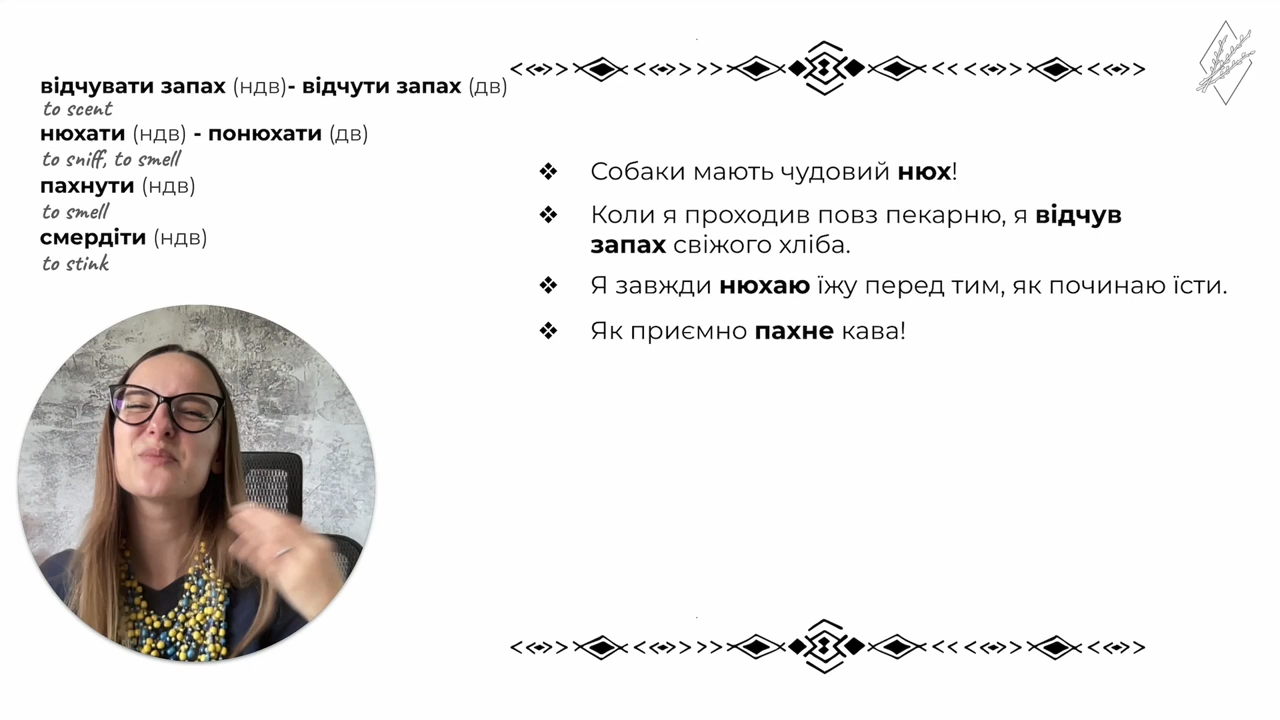 відчувати запах (ндв)- відчути запах (дв)
to scent
нюхати (ндв) - понюхати (дв)
to sniff, to smell
пахнути (ндв)
to smell
смердіти (ндв)
to stink
❖ Собаки мають чудовий нюх!
❖ Коли я проходив повз пекарню, я відчув
запах свіжого хліба.
❖ Я завжди нюхаю їжу перед тим, як починаю їсти.
❖ Як приємно пахне кава!